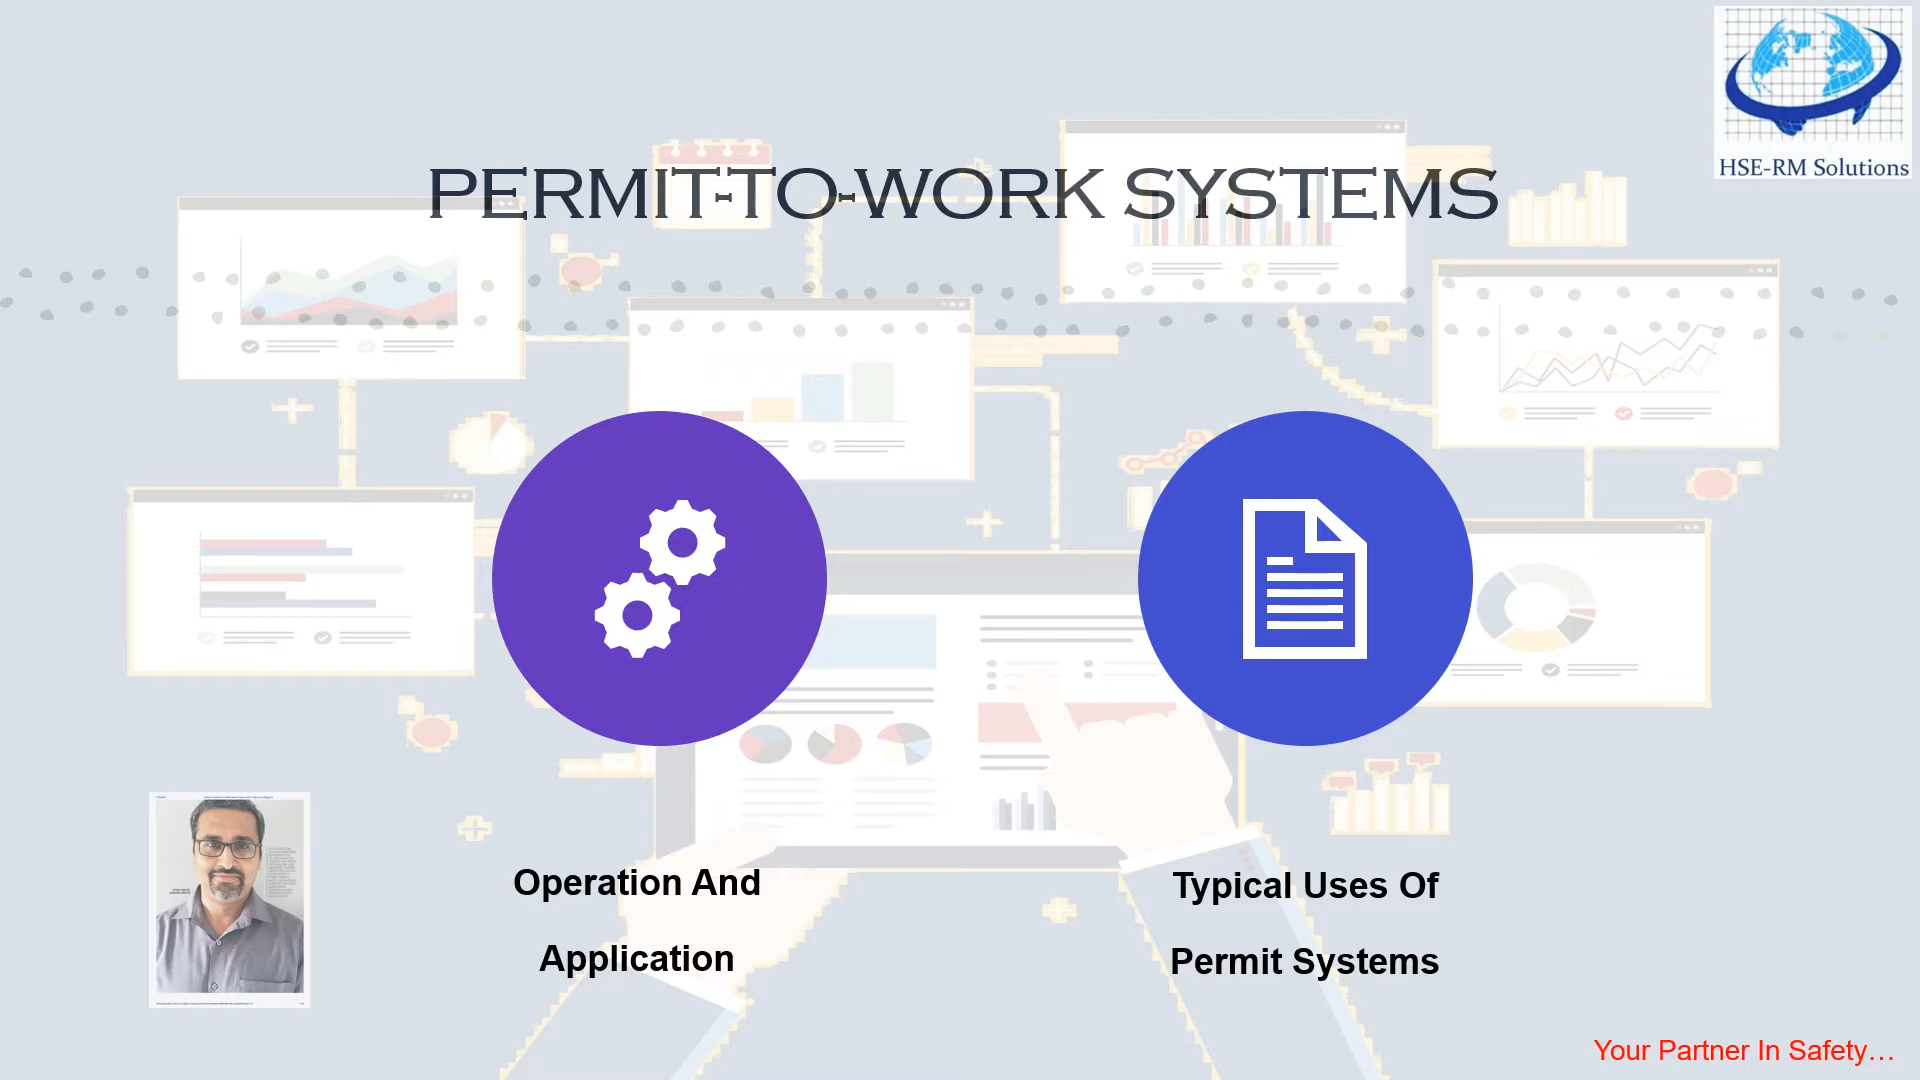 HSE-RM Solutions
PERMIT-TO-WORK SYSTEMS
Operation And
Application
Typical Uses Of
Permit Systems
Your Partner In Safety…